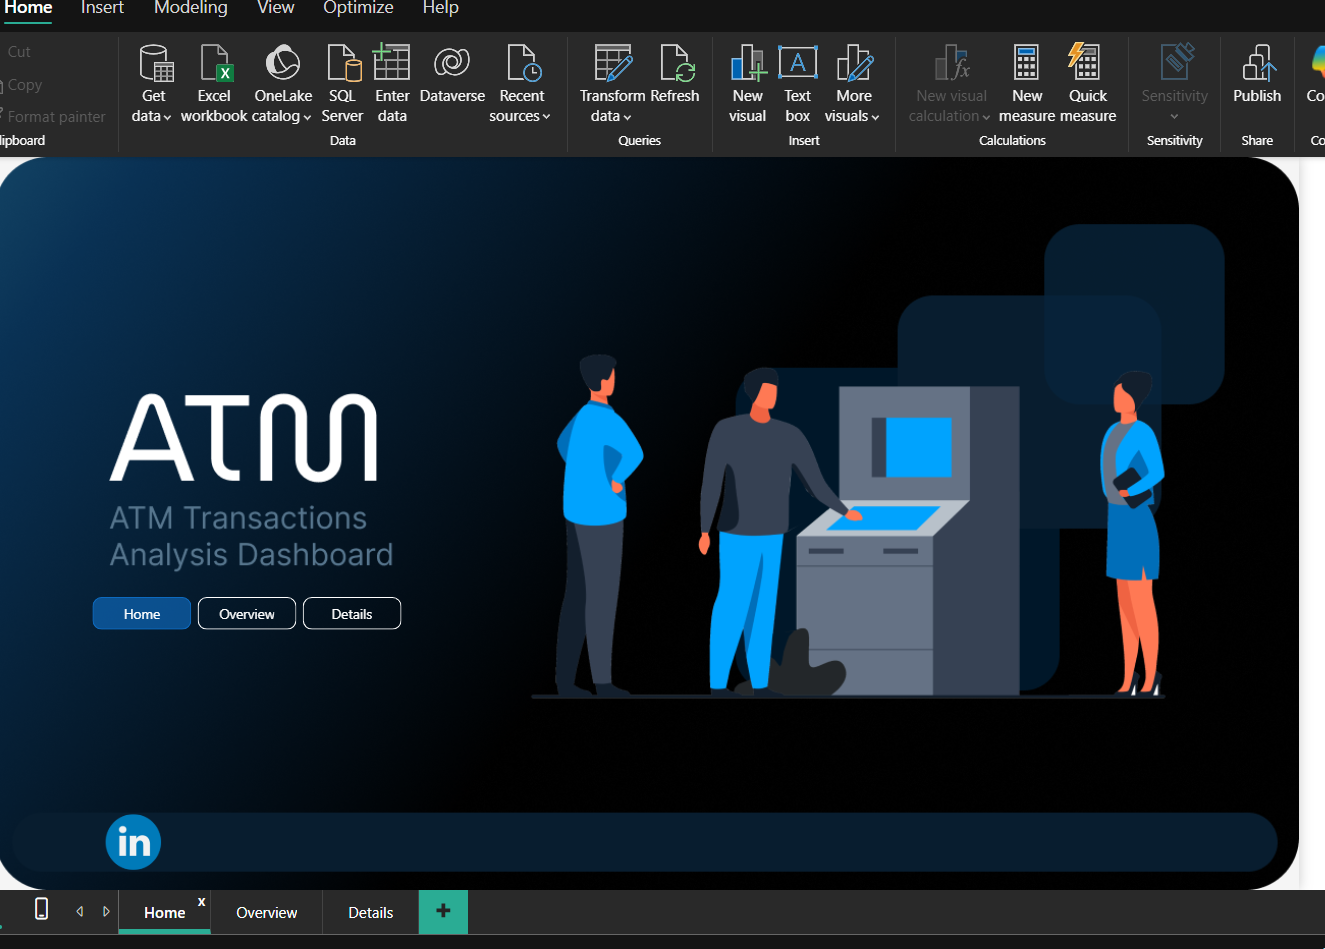 Home Insert Modeling View Optimize Help
Cut
Copy
Format painter
Get data
Excel workbook
OneLake catalog
SQL Server
Enter data
Dataverse
Recent sources
Transform data
Refresh
New visual
Text box
More visuals
New visual calculation
New measure
Quick measure
Sensitivity
Publish
Co
lipboard
Data
Queries
Insert
Calculations
Sensitivity
Share
Co
ATM
ATM Transactions
Analysis Dashboard
Home Overview Details
in
Home x Overview Details +